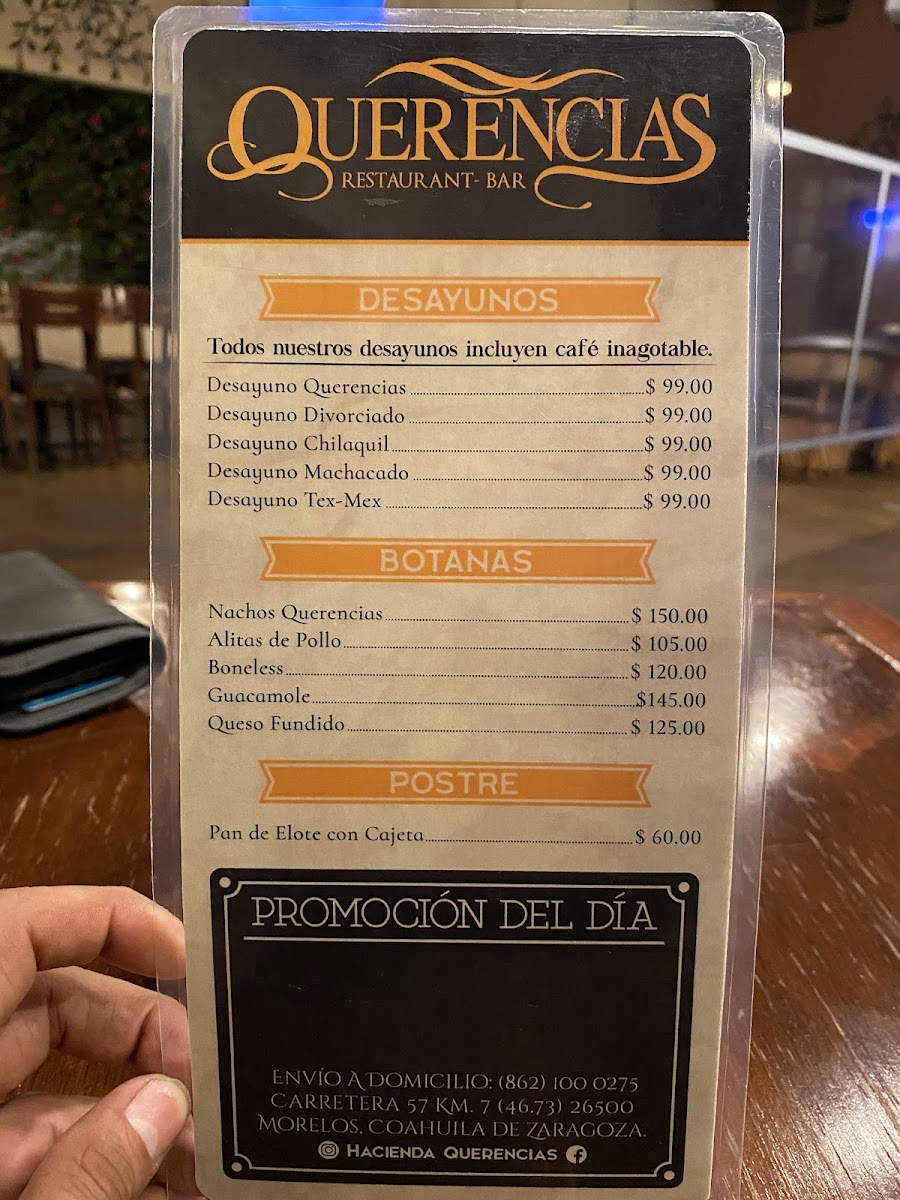 QUERENCIAS
RESTAURANT- BAR
DESAYUNOS
Todos nuestros desayunos incluyen café inagotable.
Desayuno Querencias $ 99.00
Desayuno Divorciado $ 99.00
Desayuno Chilaquil $ 99.00
Desayuno Machacado $ 99.00
Desayuno Tex-Mex $ 99.00
BOTANAS
Nachos Querencias $ 150.00
Alitas de Pollo $ 105.00
Boneless $ 120.00
Guacamole $145.00
Queso Fundido $ 125.00
POSTRE
Pan de Elote con Cajeta $ 60.00
PROMOCIÓN DEL DÍA
ENVÍO A DOMICILIO: (862) 100 0275
CARRETERA 57 KM. 7 (46.73) 26500
MORELOS, COAHUILA DE ZARAGOZA.
HACIENDA QUERENCIAS